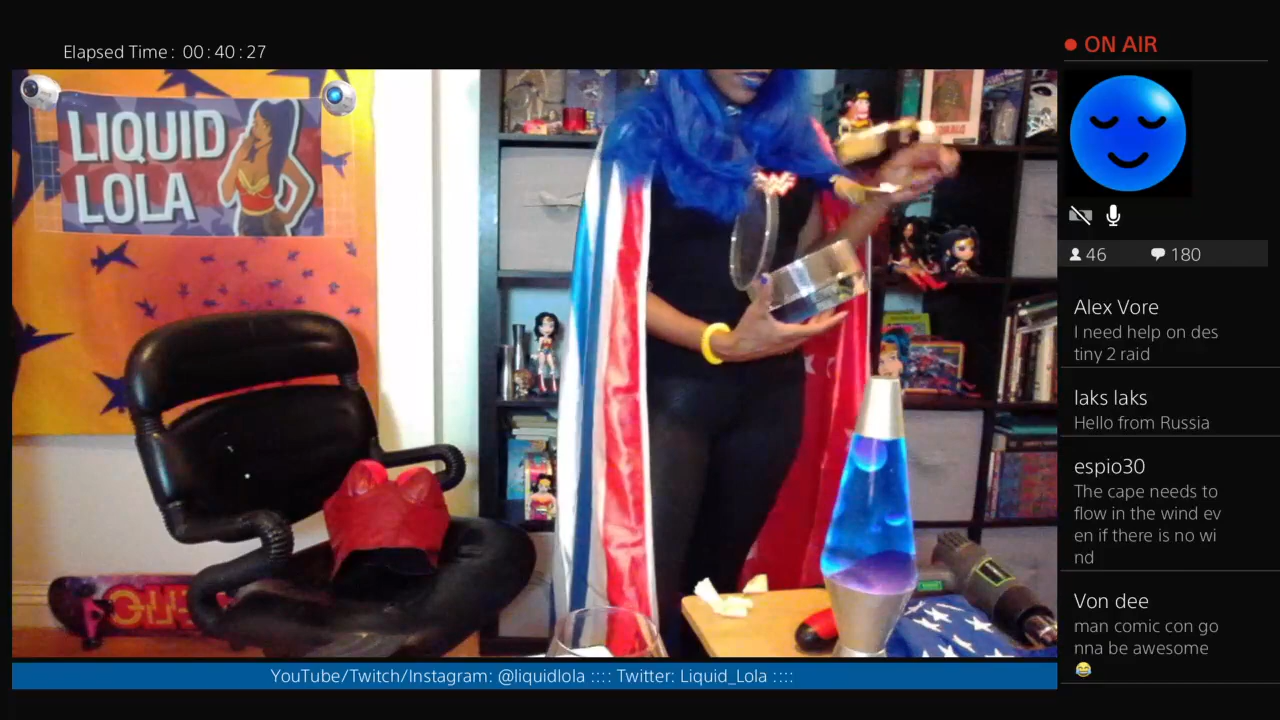 Elapsed Time: 00:40:27
ON AIR
LIQUID
LOLA
46 180
Alex Vore
I need help on des
tiny 2 raid
laks laks
Hello from Russia
espio30
The cape needs to
flow in the wind ev
en if there is no wi
nd
Von dee
man comic con go
nna be awesome
😂
YouTube/Twitch/Instagram: @liquidlola :::: Twitter: Liquid_Lola ::::